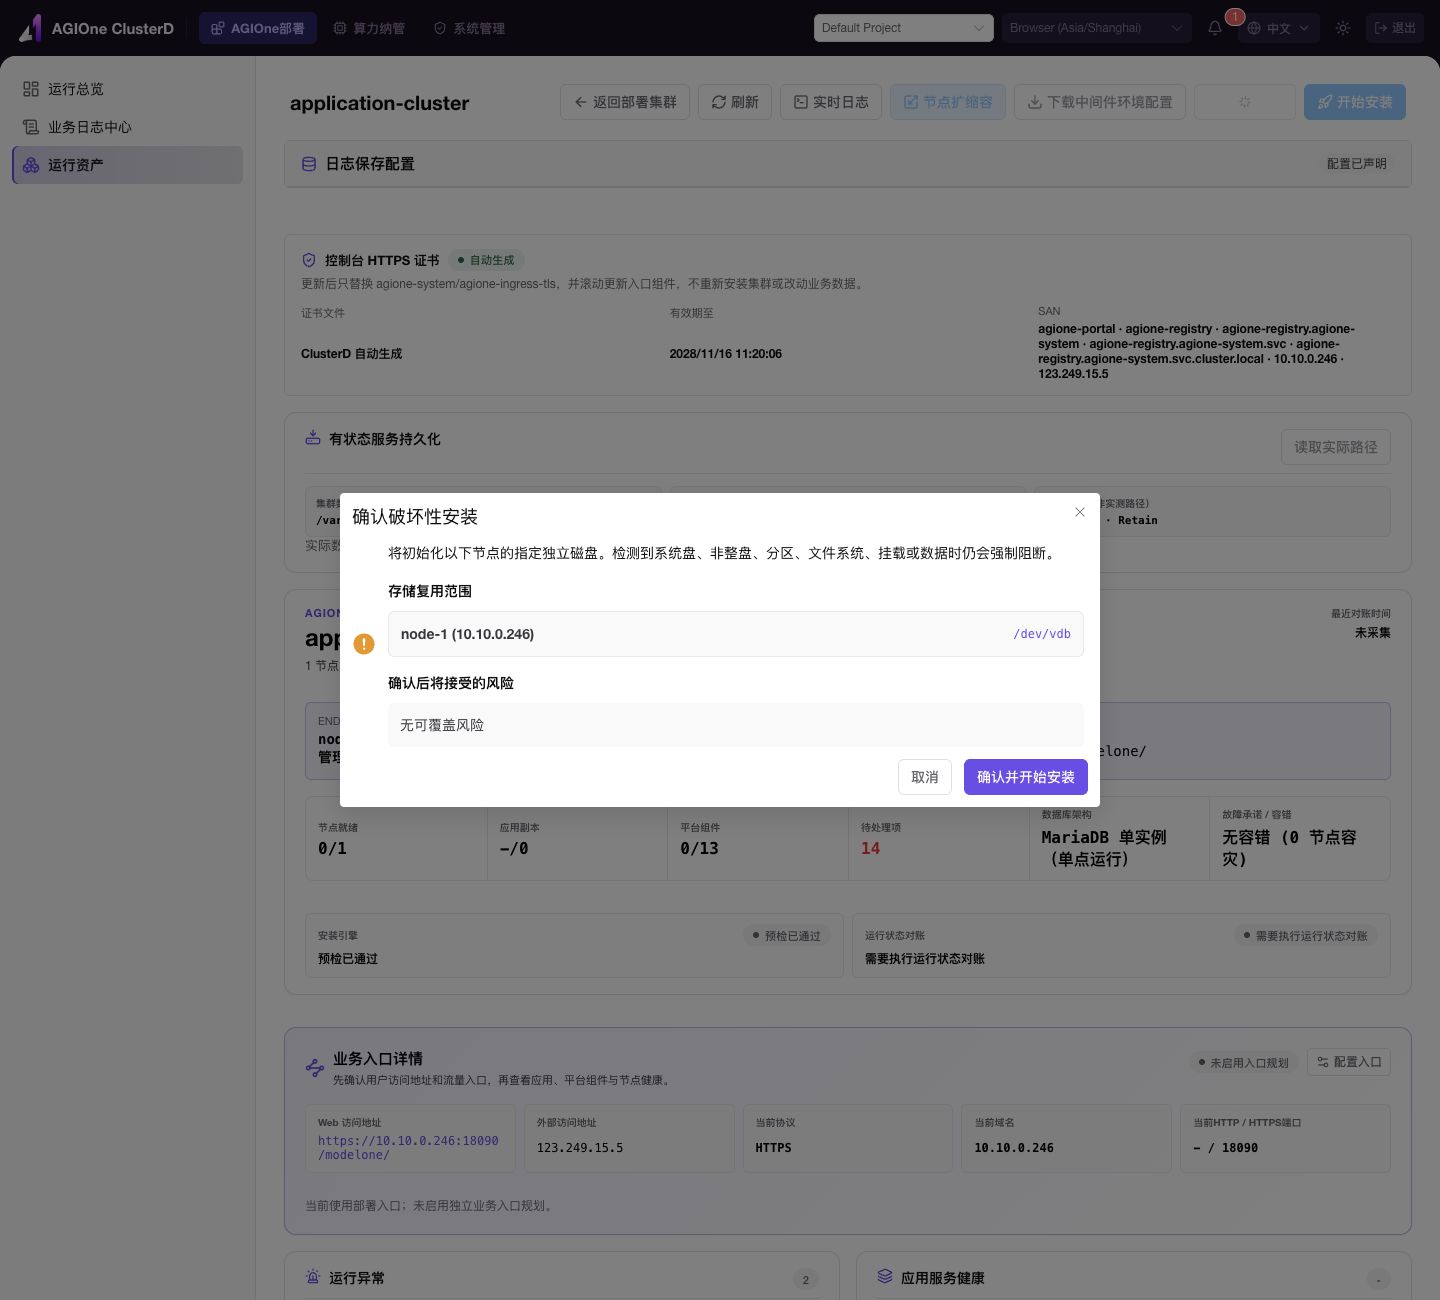 AGIOne ClusterD
AGIOne部署
算力纳管
系统管理
Default Project
Browser (Asia/Shanghai)
1
中文
退出
运行总览
业务日志中心
运行资产
application-cluster
返回部署集群
刷新
实时日志
节点扩缩容
下载中间件环境配置
开始安装
日志保存配置
配置已声明
控制台 HTTPS 证书
自动生成
更新后只替换 agione-system/agione-ingress-tls，并滚动更新入口组件，不重新安装集群或改动业务数据。
证书文件
ClusterD 自动生成
有效期至
2028/11/16 11:20:06
SAN
agione-portal · agione-registry · agione-registry.agione-
system · agione-registry.agione-system.svc · agione-
registry.agione-system.svc.cluster.local · 10.10.0.246 ·
123.249.15.5
有状态服务持久化
读取实际路径
集群
/var
实测路径)
· Retain
实际数
确认破坏性安装
将初始化以下节点的指定独立磁盘。检测到系统盘、非整盘、分区、文件系统、挂载或数据时仍会强制阻断。
存储复用范围
node-1 (10.10.0.246)
/dev/vdb
确认后将接受的风险
无可覆盖风险
取消
确认并开始安装
AGION
app
1 节点
最近对账时间
未采集
END
nod
管理
elone/
节点就绪
0/1
应用副本
–/0
平台组件
0/13
待处理项
14
数据库架构
MariaDB 单实例
（单点运行）
故障承诺 / 容错
无容错 (0 节点容
灾)
安装引擎
预检已通过
预检已通过
运行状态对账
需要执行运行状态对账
需要执行运行状态对账
业务入口详情
先确认用户访问地址和流量入口，再查看应用、平台组件与节点健康。
未启用入口规划
配置入口
Web 访问地址
https://10.10.0.246:18090
/modelone/
外部访问地址
123.249.15.5
当前协议
HTTPS
当前域名
10.10.0.246
当前HTTP / HTTPS端口
– / 18090
当前使用部署入口；未启用独立业务入口规划。
运行异常
2
应用服务健康
-